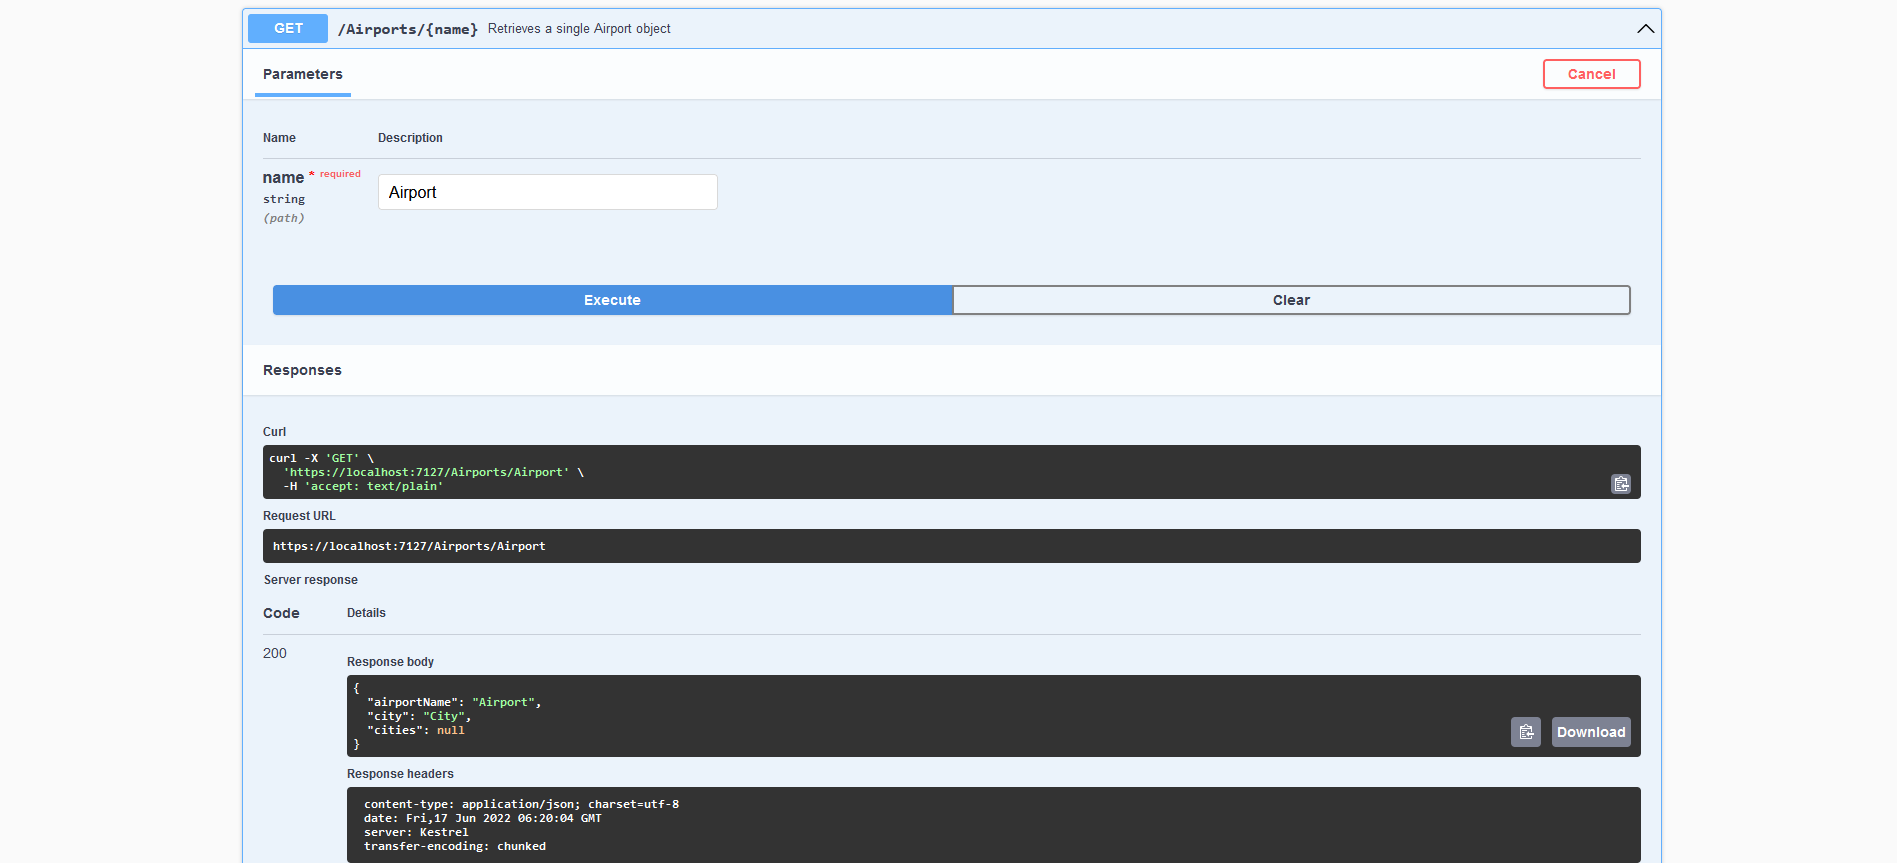 GET /Airports/{name} Retrieves a single Airport object
Parameters
Cancel
Name Description
name * required
string
(path)
Airport
Execute Clear
Responses
Curl
curl -X 'GET' \
  'https://localhost:7127/Airports/Airport' \
  -H 'accept: text/plain'
Request URL
https://localhost:7127/Airports/Airport
Server response
Code Details
200
Response body
{
  "airportName": "Airport",
  "city": "City",
  "cities": null
}
Download
Response headers
content-type: application/json; charset=utf-8
date: Fri,17 Jun 2022 06:20:04 GMT
server: Kestrel
transfer-encoding: chunked